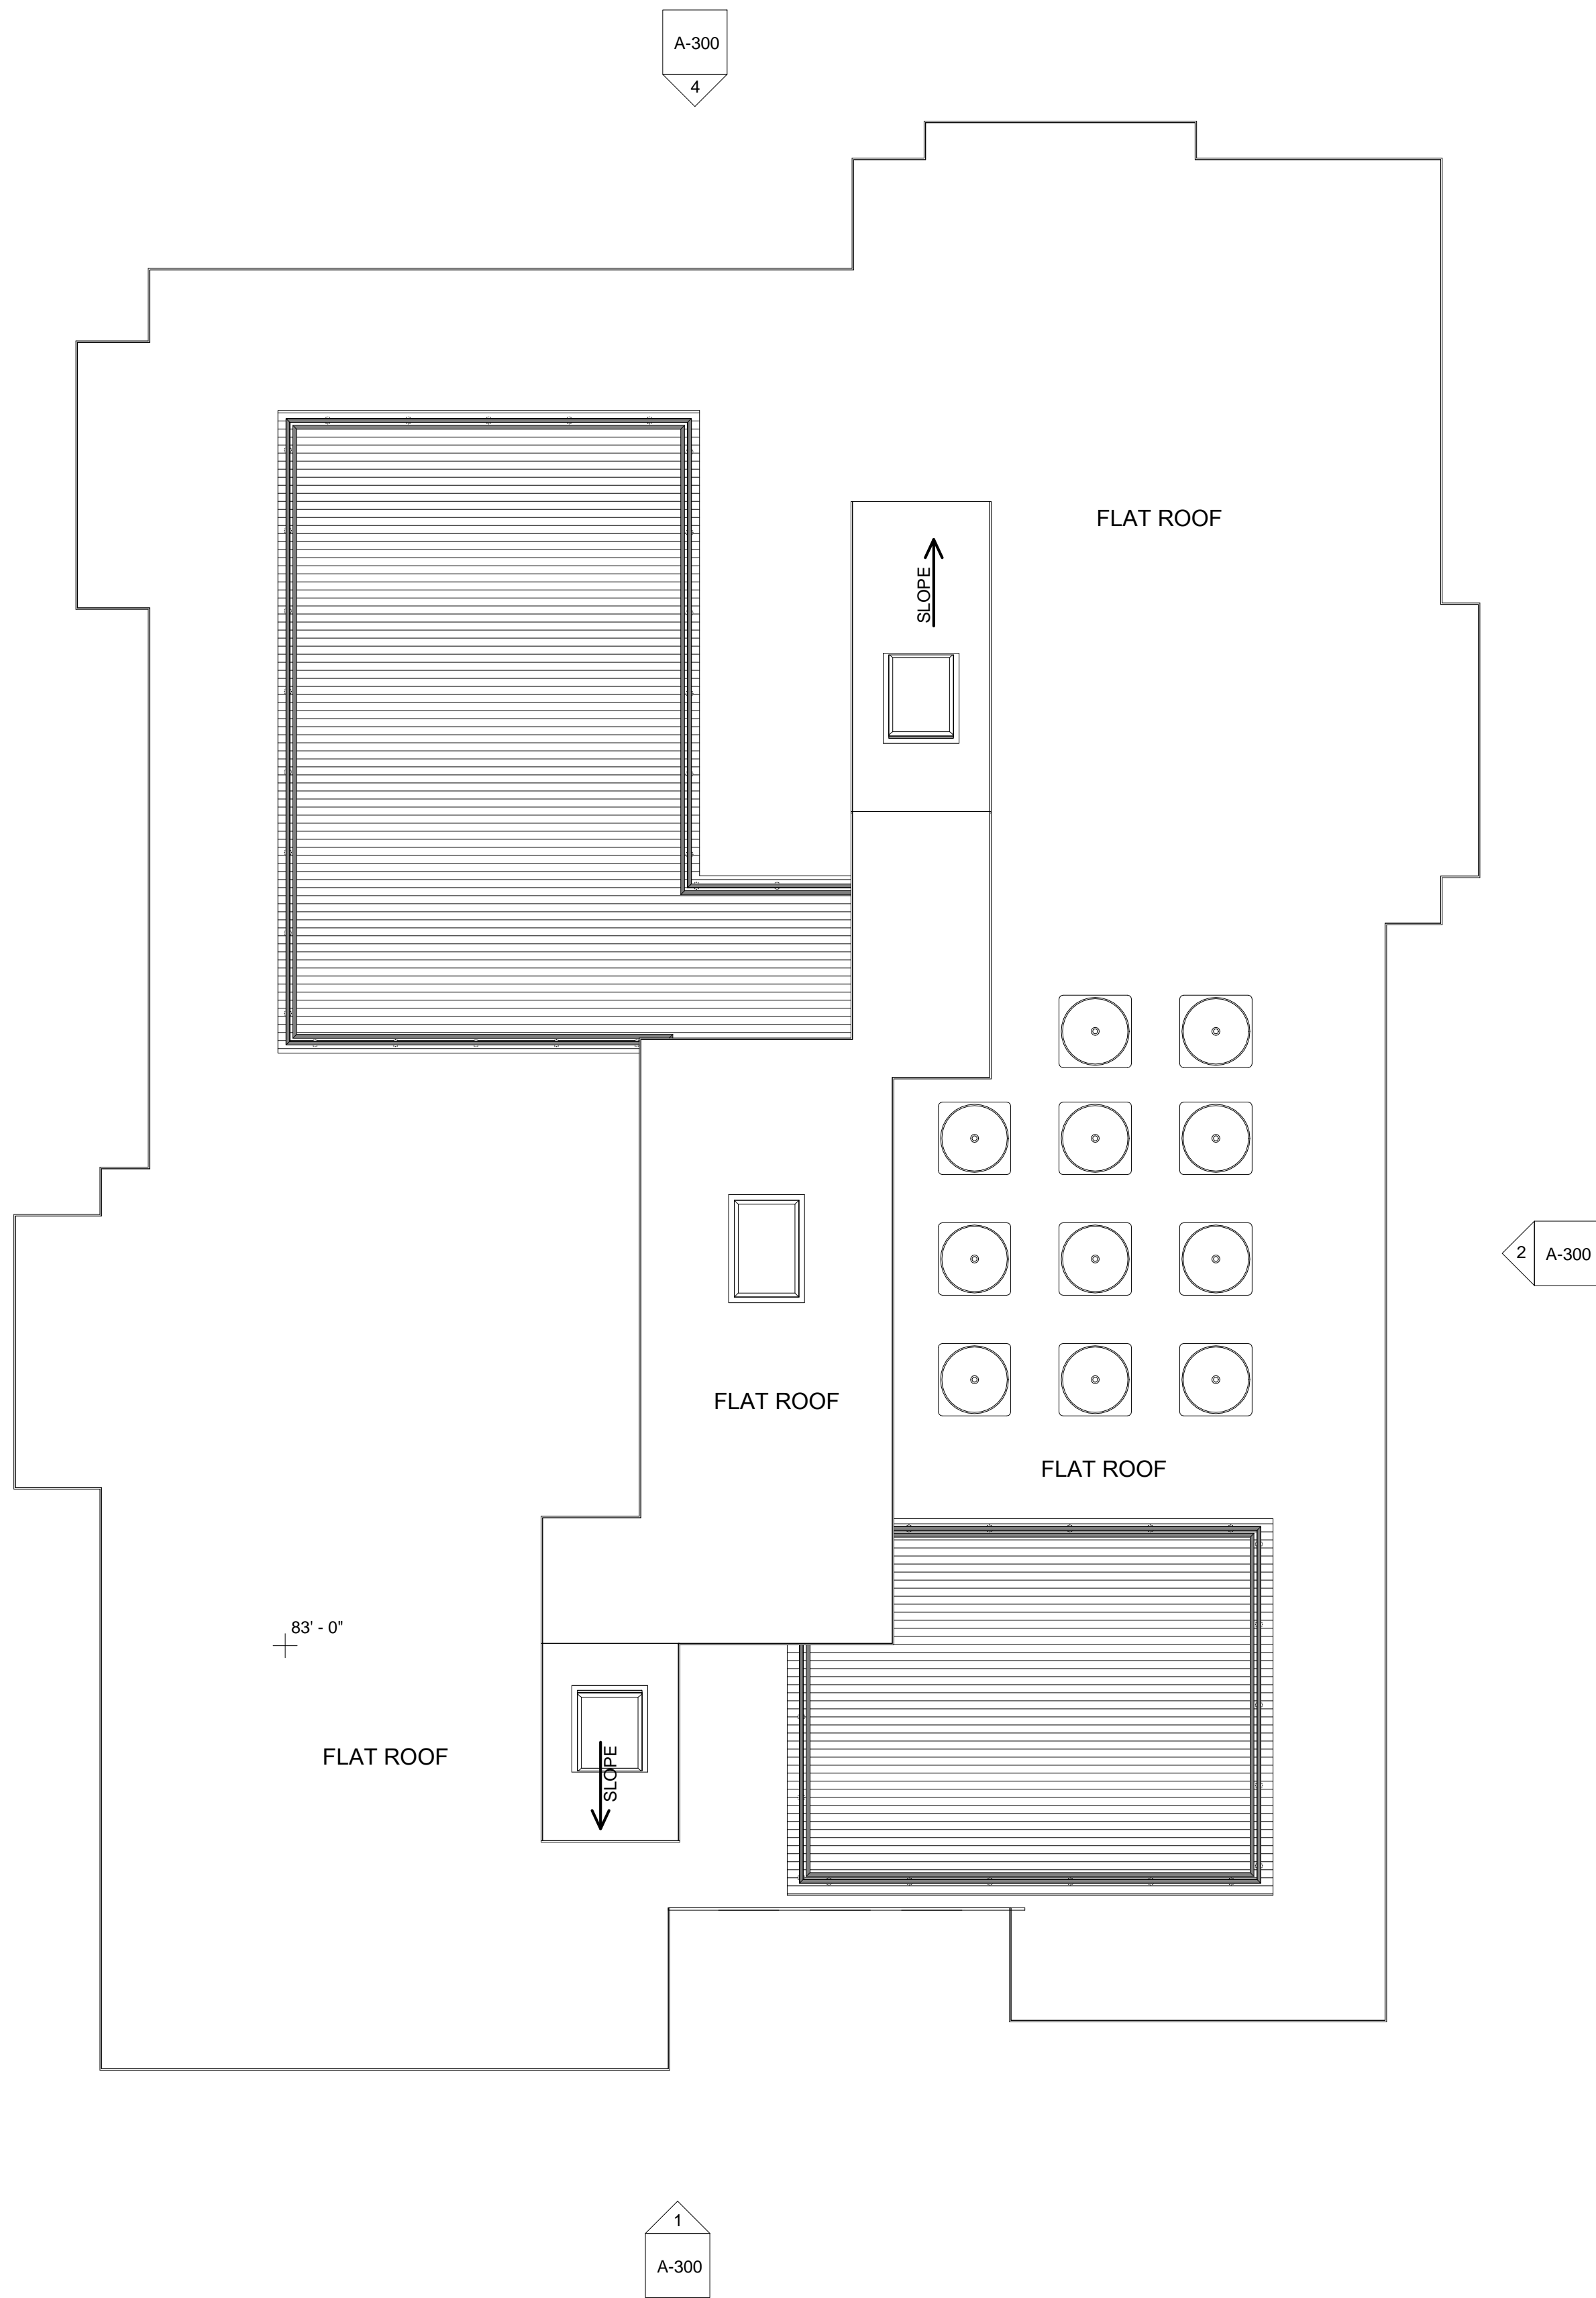 A-300
4
FLAT ROOF
SLOPE
2
A-300
FLAT ROOF
FLAT ROOF
83' - 0"
FLAT ROOF
SLOPE
1
A-300